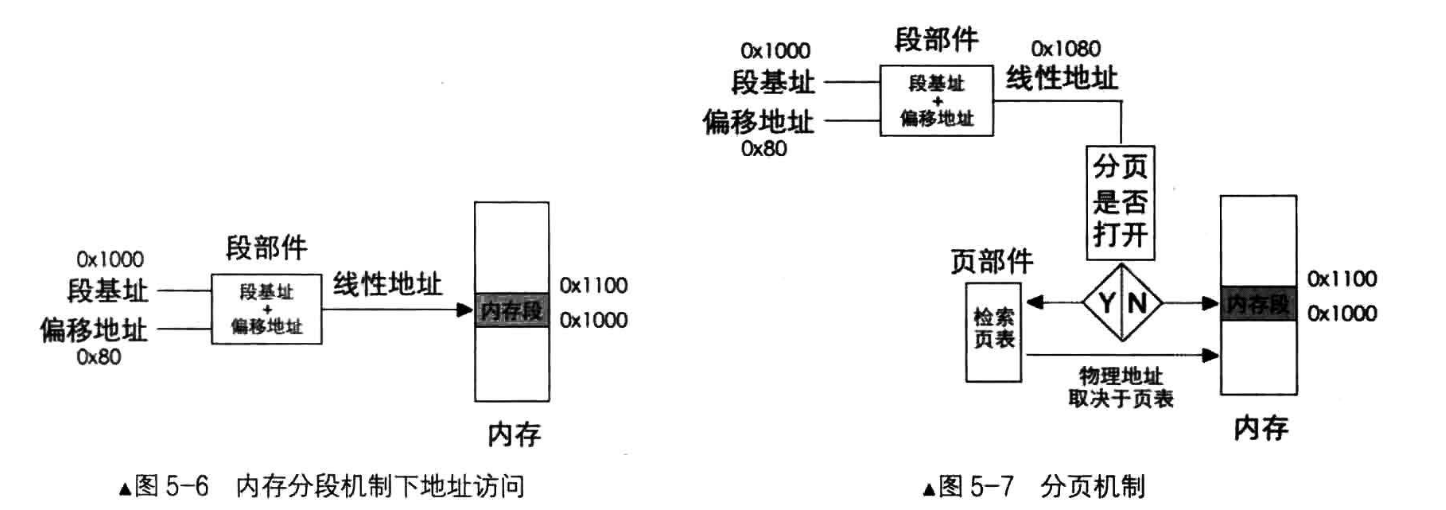 0x1000
段基址
偏移地址
0x80
段部件
段基址
+
偏移地址
线性地址
内存段
0x1100
0x1000
内存
▲图 5-6 内存分段机制下地址访问
0x1000
段基址
偏移地址
0x80
段部件
段基址
+
偏移地址
0x1080
线性地址
分页
是否
打开
Y N
页部件
检索
页表
物理地址
取决于页表
内存段
0x1100
0x1000
内存
▲图 5-7 分页机制